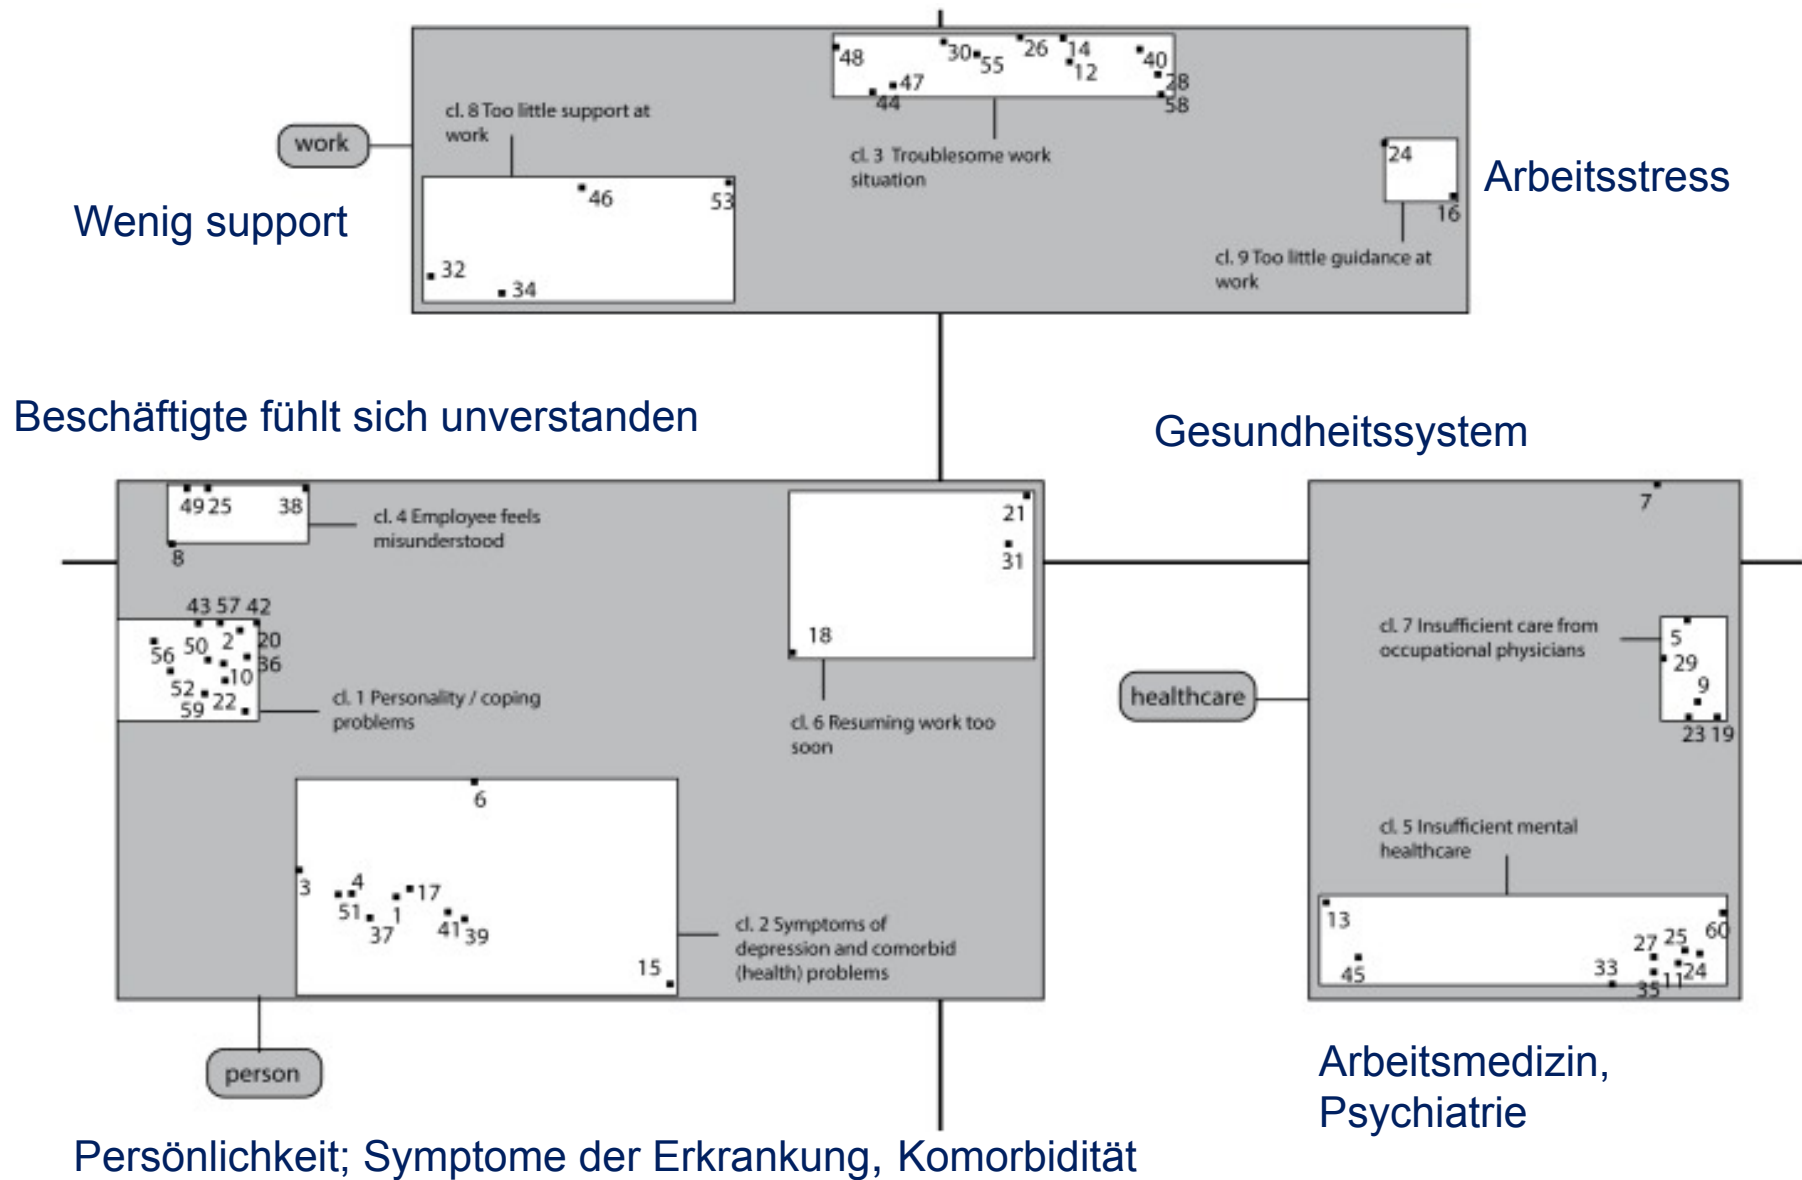 48
30
55
26
14
12
40
28
58
47
44
cl. 8 Too little support at
work
work
cl. 3 Troublesome work
situation
24
16
Arbeitsstress
Wenig support
46
53
32
34
cl. 9 Too little guidance at
work
Beschäftigte fühlt sich unverstanden
Gesundheitssystem
49 25 38
8
cl. 4 Employee feels
misunderstood
21
31
18
7
43 57 42
50 2 20
56 36
52 10
59 22
cl. 1 Personality / coping
problems
cl. 6 Resuming work too
soon
cl. 7 Insufficient care from
occupational physicians
5
29
9
23 19
healthcare
6
3
4
51
37
1
17
41
39
15
cl. 2 Symptoms of
depression and comorbid
(health) problems
cl. 5 Insufficient mental
healthcare
13
45
33
27
25
60
35
11
24
person
Arbeitsmedizin,
Psychiatrie
Persönlichkeit; Symptome der Erkrankung, Komorbidität